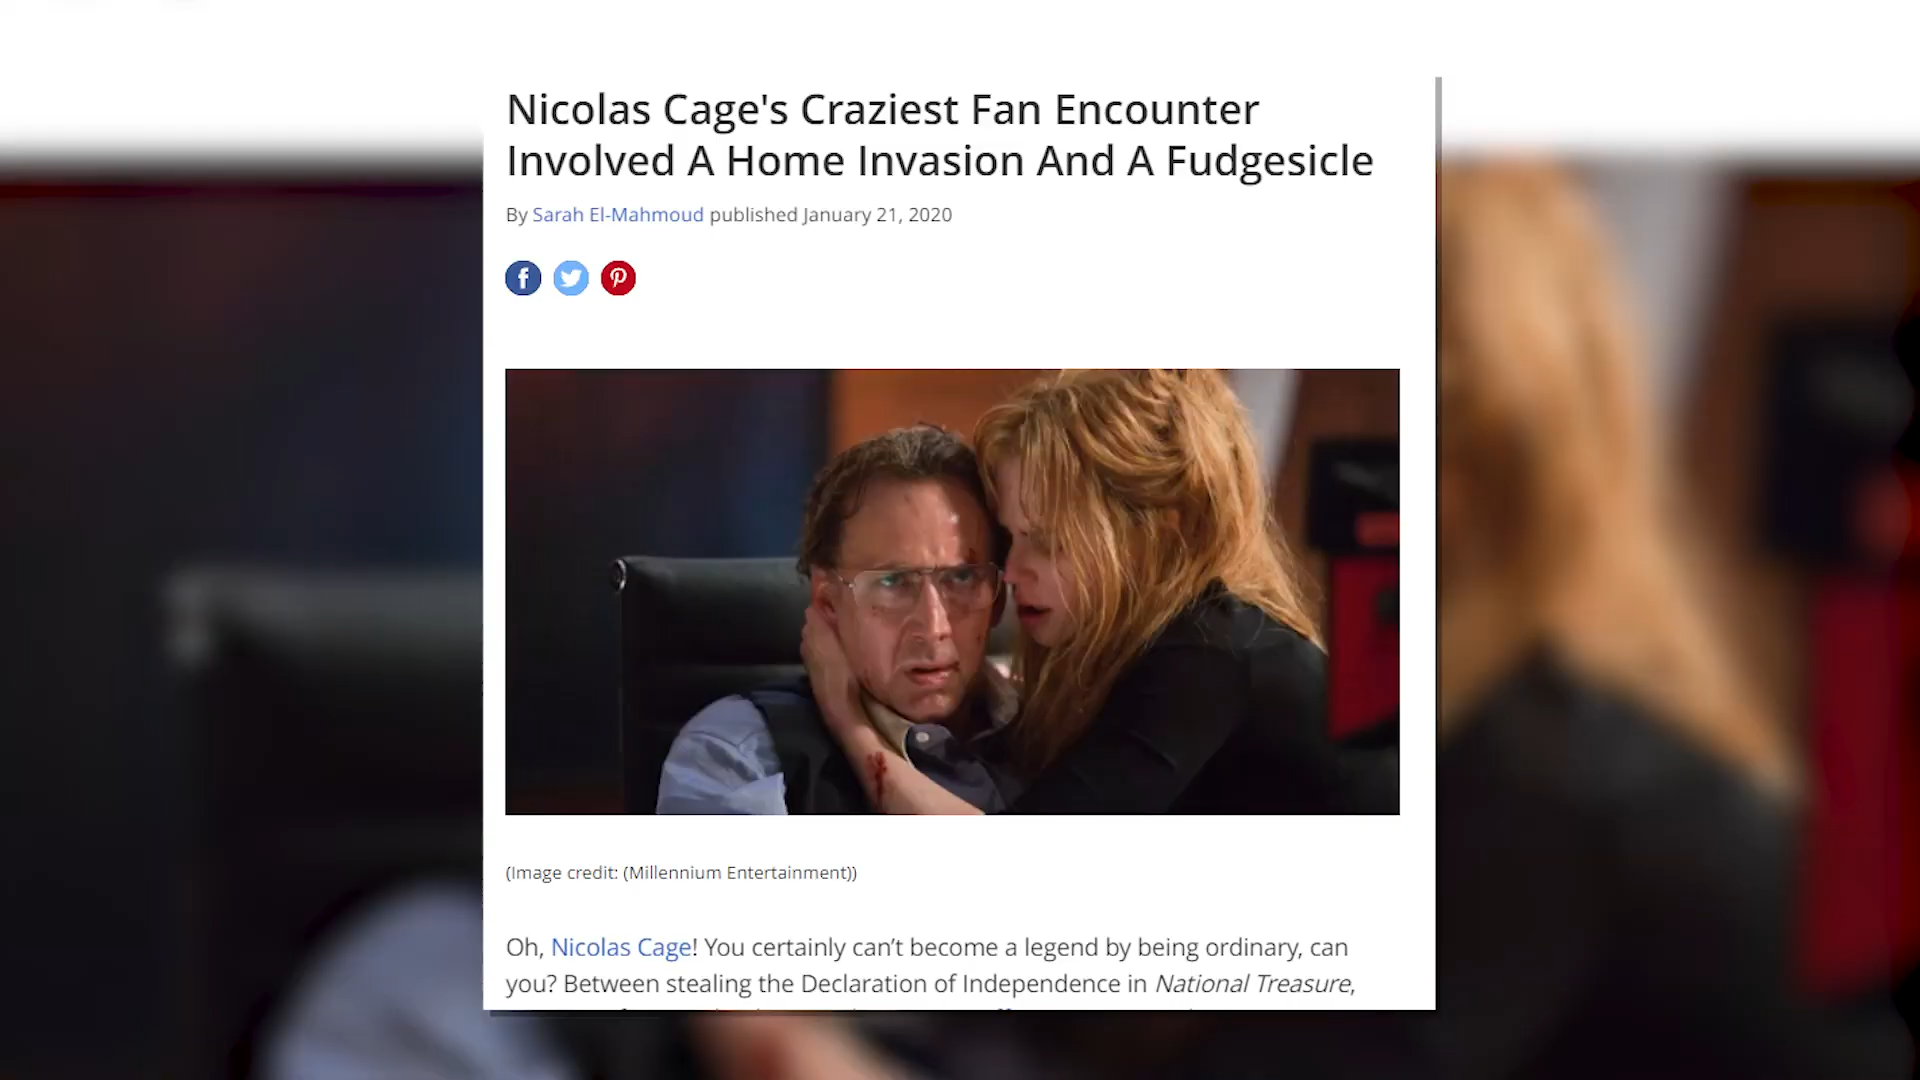 Nicolas Cage's Craziest Fan Encounter
Involved A Home Invasion And A Fudgesicle
By Sarah El-Mahmoud published January 21, 2020
(Image credit: (Millennium Entertainment))
Oh, Nicolas Cage! You certainly can’t become a legend by being ordinary, can
you? Between stealing the Declaration of Independence in National Treasure,